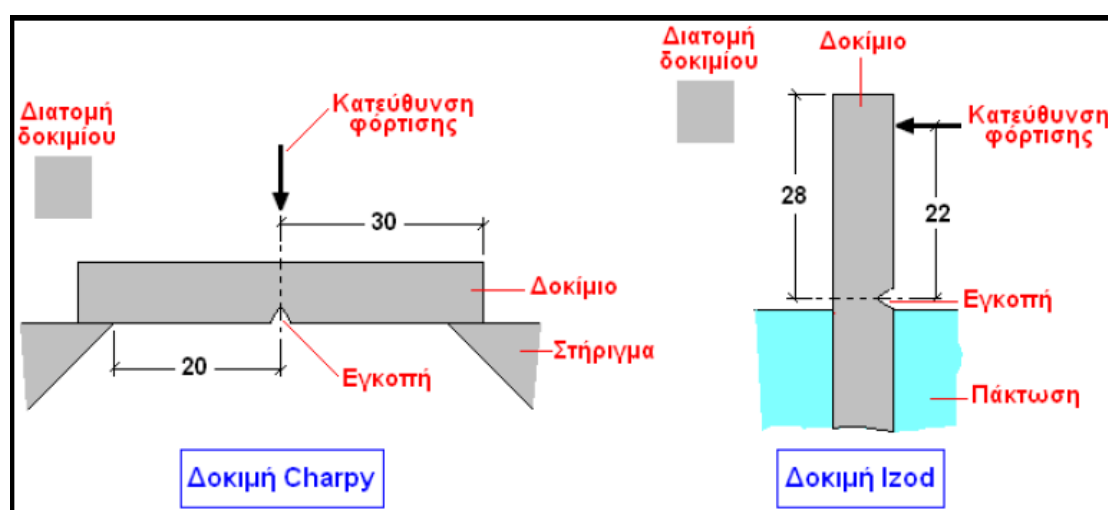 Διατομή
δοκιμίου
Κατεύθυνση
φόρτισης
30
Δοκίμιο
Στήριγμα
20
Εγκοπή
Δοκιμή Charpy
Διατομή
δοκιμίου
Δοκίμιο
Κατεύθυνση
φόρτισης
28
22
Εγκοπή
Πάκτωση
Δοκιμή Izod